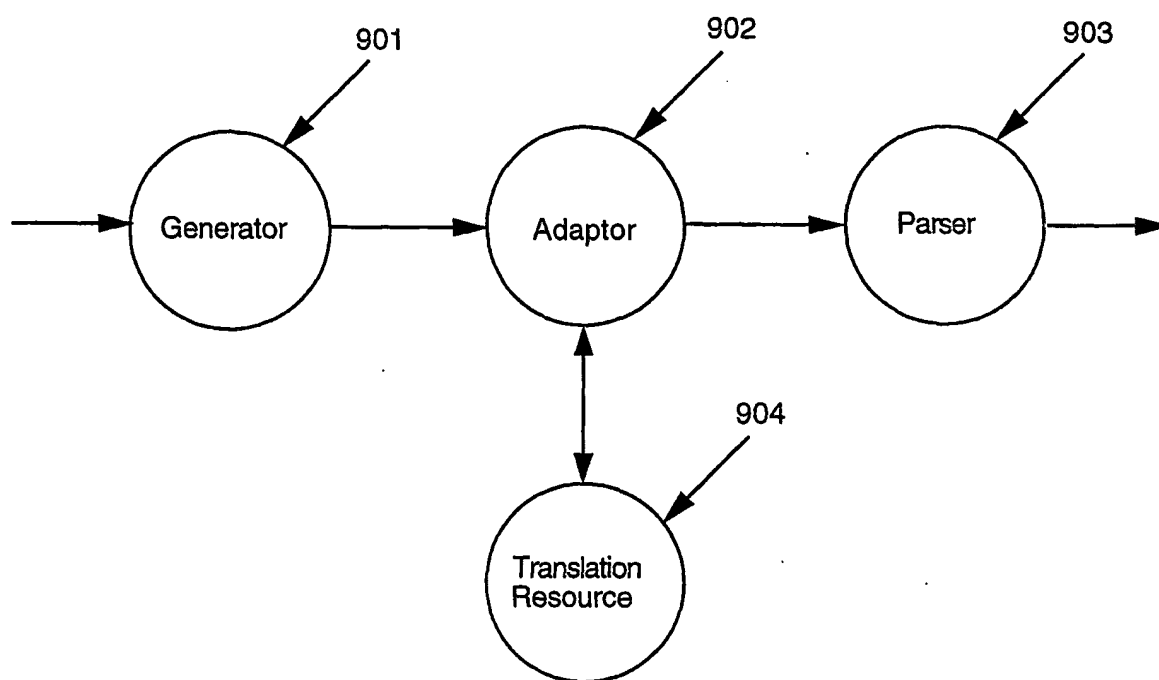 901
902
903
Generator
Adaptor
Parser
904
Translation
Resource